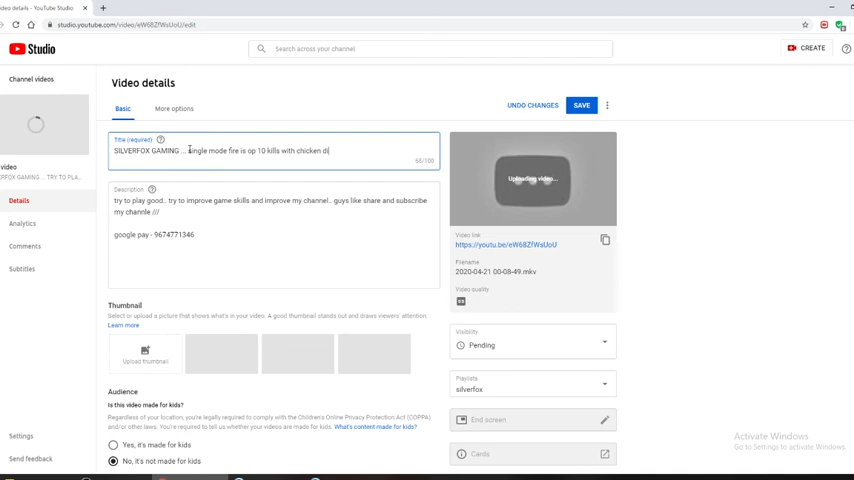 deo details - YouTube Studio
studio.youtube.com/video/eW68ZfWsUoU/edit
Studio
Search across your channel
CREATE
Channel videos
Video details
Basic
More options
UNDO CHANGES
SAVE
Title (required)
SILVERFOX GAMING ... single mode fire is op 10 kills with chicken di
68/100
Uploading video...
video
RFOX GAMING ... TRY TO PLA...
Description
try to play good.. try to improve game skills and improve my channel.. guys like share and subscribe
my channle ///
google pay - 9674771346
Details
Analytics
Comments
Subtitles
Video link
https://youtu.be/eW68ZfWsUoU
Filename
2020-04-21 00-08-49.mkv
Video quality
SD
Thumbnail
Select or upload a picture that shows what's in your video. A good thumbnail stands out and draws viewers' attention.
Learn more
Upload thumbnail
Visibility
Pending
Playlists
silverfox
Audience
Is this video made for kids?
Regardless of your location, you're legally required to comply with the Children's Online Privacy Protection Act (COPPA)
and/or other laws. You're required to tell us whether your videos are made for kids. What's content made for kids?
End screen
Yes, it's made for kids
No, it's not made for kids
Cards
Settings
Send feedback
Activate Windows
Go to Settings to activate Windows.